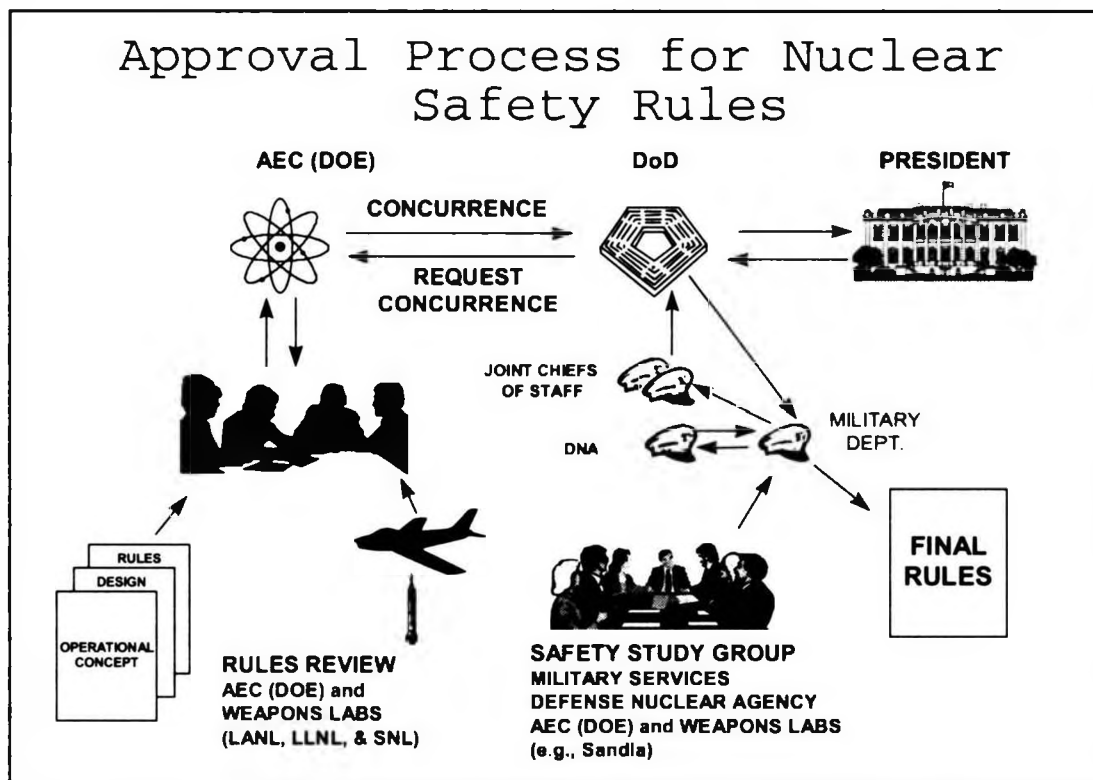 Approval Process for Nuclear
Safety Rules
AEC (DOE)
DoD
PRESIDENT
CONCURRENCE
REQUEST
CONCURRENCE
JOINT CHIEFS
OF STAFF
DNA
MILITARY
DEPT.
RULES
DESIGN
OPERATIONAL
CONCEPT
FINAL
RULES
RULES REVIEW
AEC (DOE) and
WEAPONS LABS
(LANL, LLNL, & SNL)
SAFETY STUDY GROUP
MILITARY SERVICES
DEFENSE NUCLEAR AGENCY
AEC (DOE) and WEAPONS LABS
(e.g., Sandia)